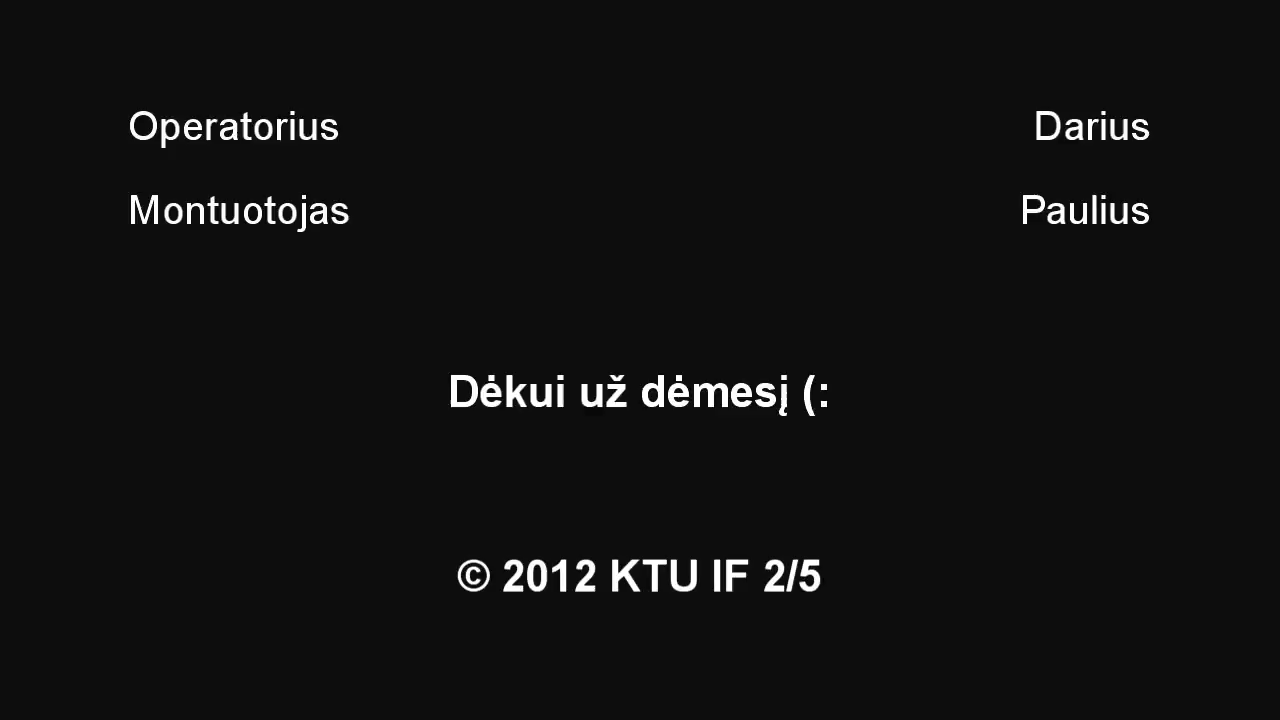 Operatorius Darius
Montuotojas Paulius
Dėkui už dėmesį (:
© 2012 KTU IF 2/5